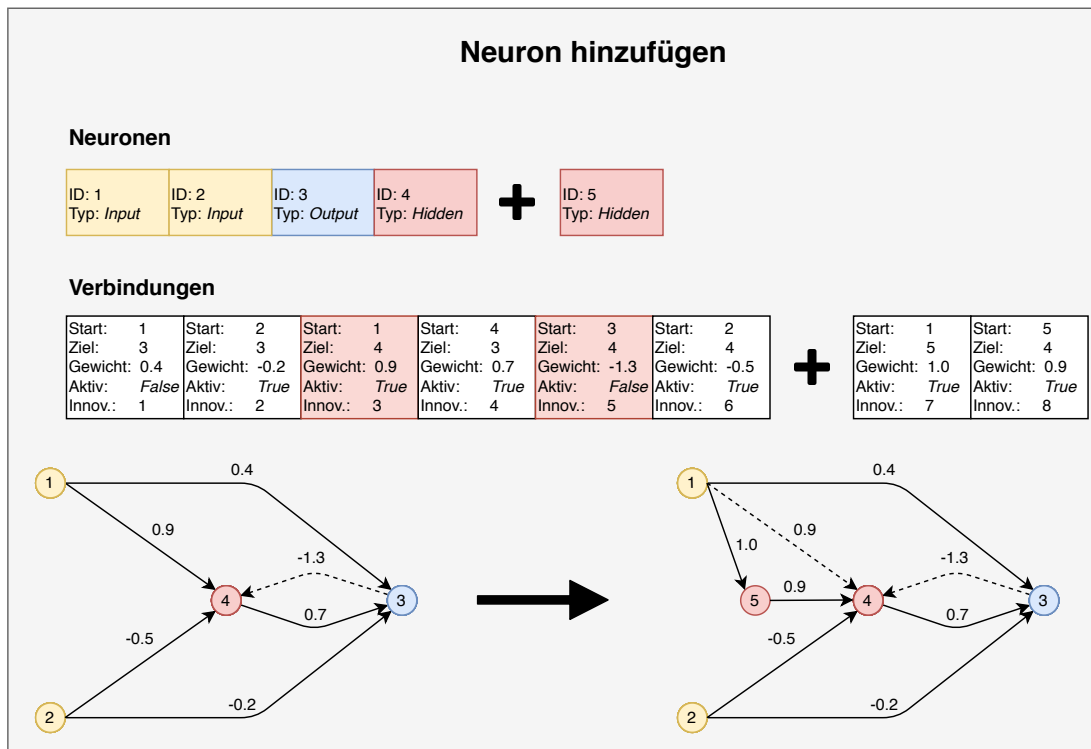 Neuron hinzufügen
Neuronen
ID: 1
Typ: Input
ID: 2
Typ: Input
ID: 3
Typ: Output
ID: 4
Typ: Hidden
ID: 5
Typ: Hidden
Verbindungen
Start: 1
Ziel: 3
Gewicht: 0.4
Aktiv: False
Innov.: 1
Start: 2
Ziel: 3
Gewicht: -0.2
Aktiv: True
Innov.: 2
Start: 1
Ziel: 4
Gewicht: 0.9
Aktiv: True
Innov.: 3
Start: 4
Ziel: 3
Gewicht: 0.7
Aktiv: True
Innov.: 4
Start: 3
Ziel: 4
Gewicht: -1.3
Aktiv: False
Innov.: 5
Start: 2
Ziel: 4
Gewicht: -0.5
Aktiv: True
Innov.: 6
Start: 1
Ziel: 5
Gewicht: 1.0
Aktiv: True
Innov.: 7
Start: 5
Ziel: 4
Gewicht: 0.9
Aktiv: True
Innov.: 8
1
0.4
0.9
-1.3
4
3
0.7
-0.5
2
-0.2
1
0.4
0.9
1.0
-1.3
5
0.9
4
3
0.7
-0.5
2
-0.2